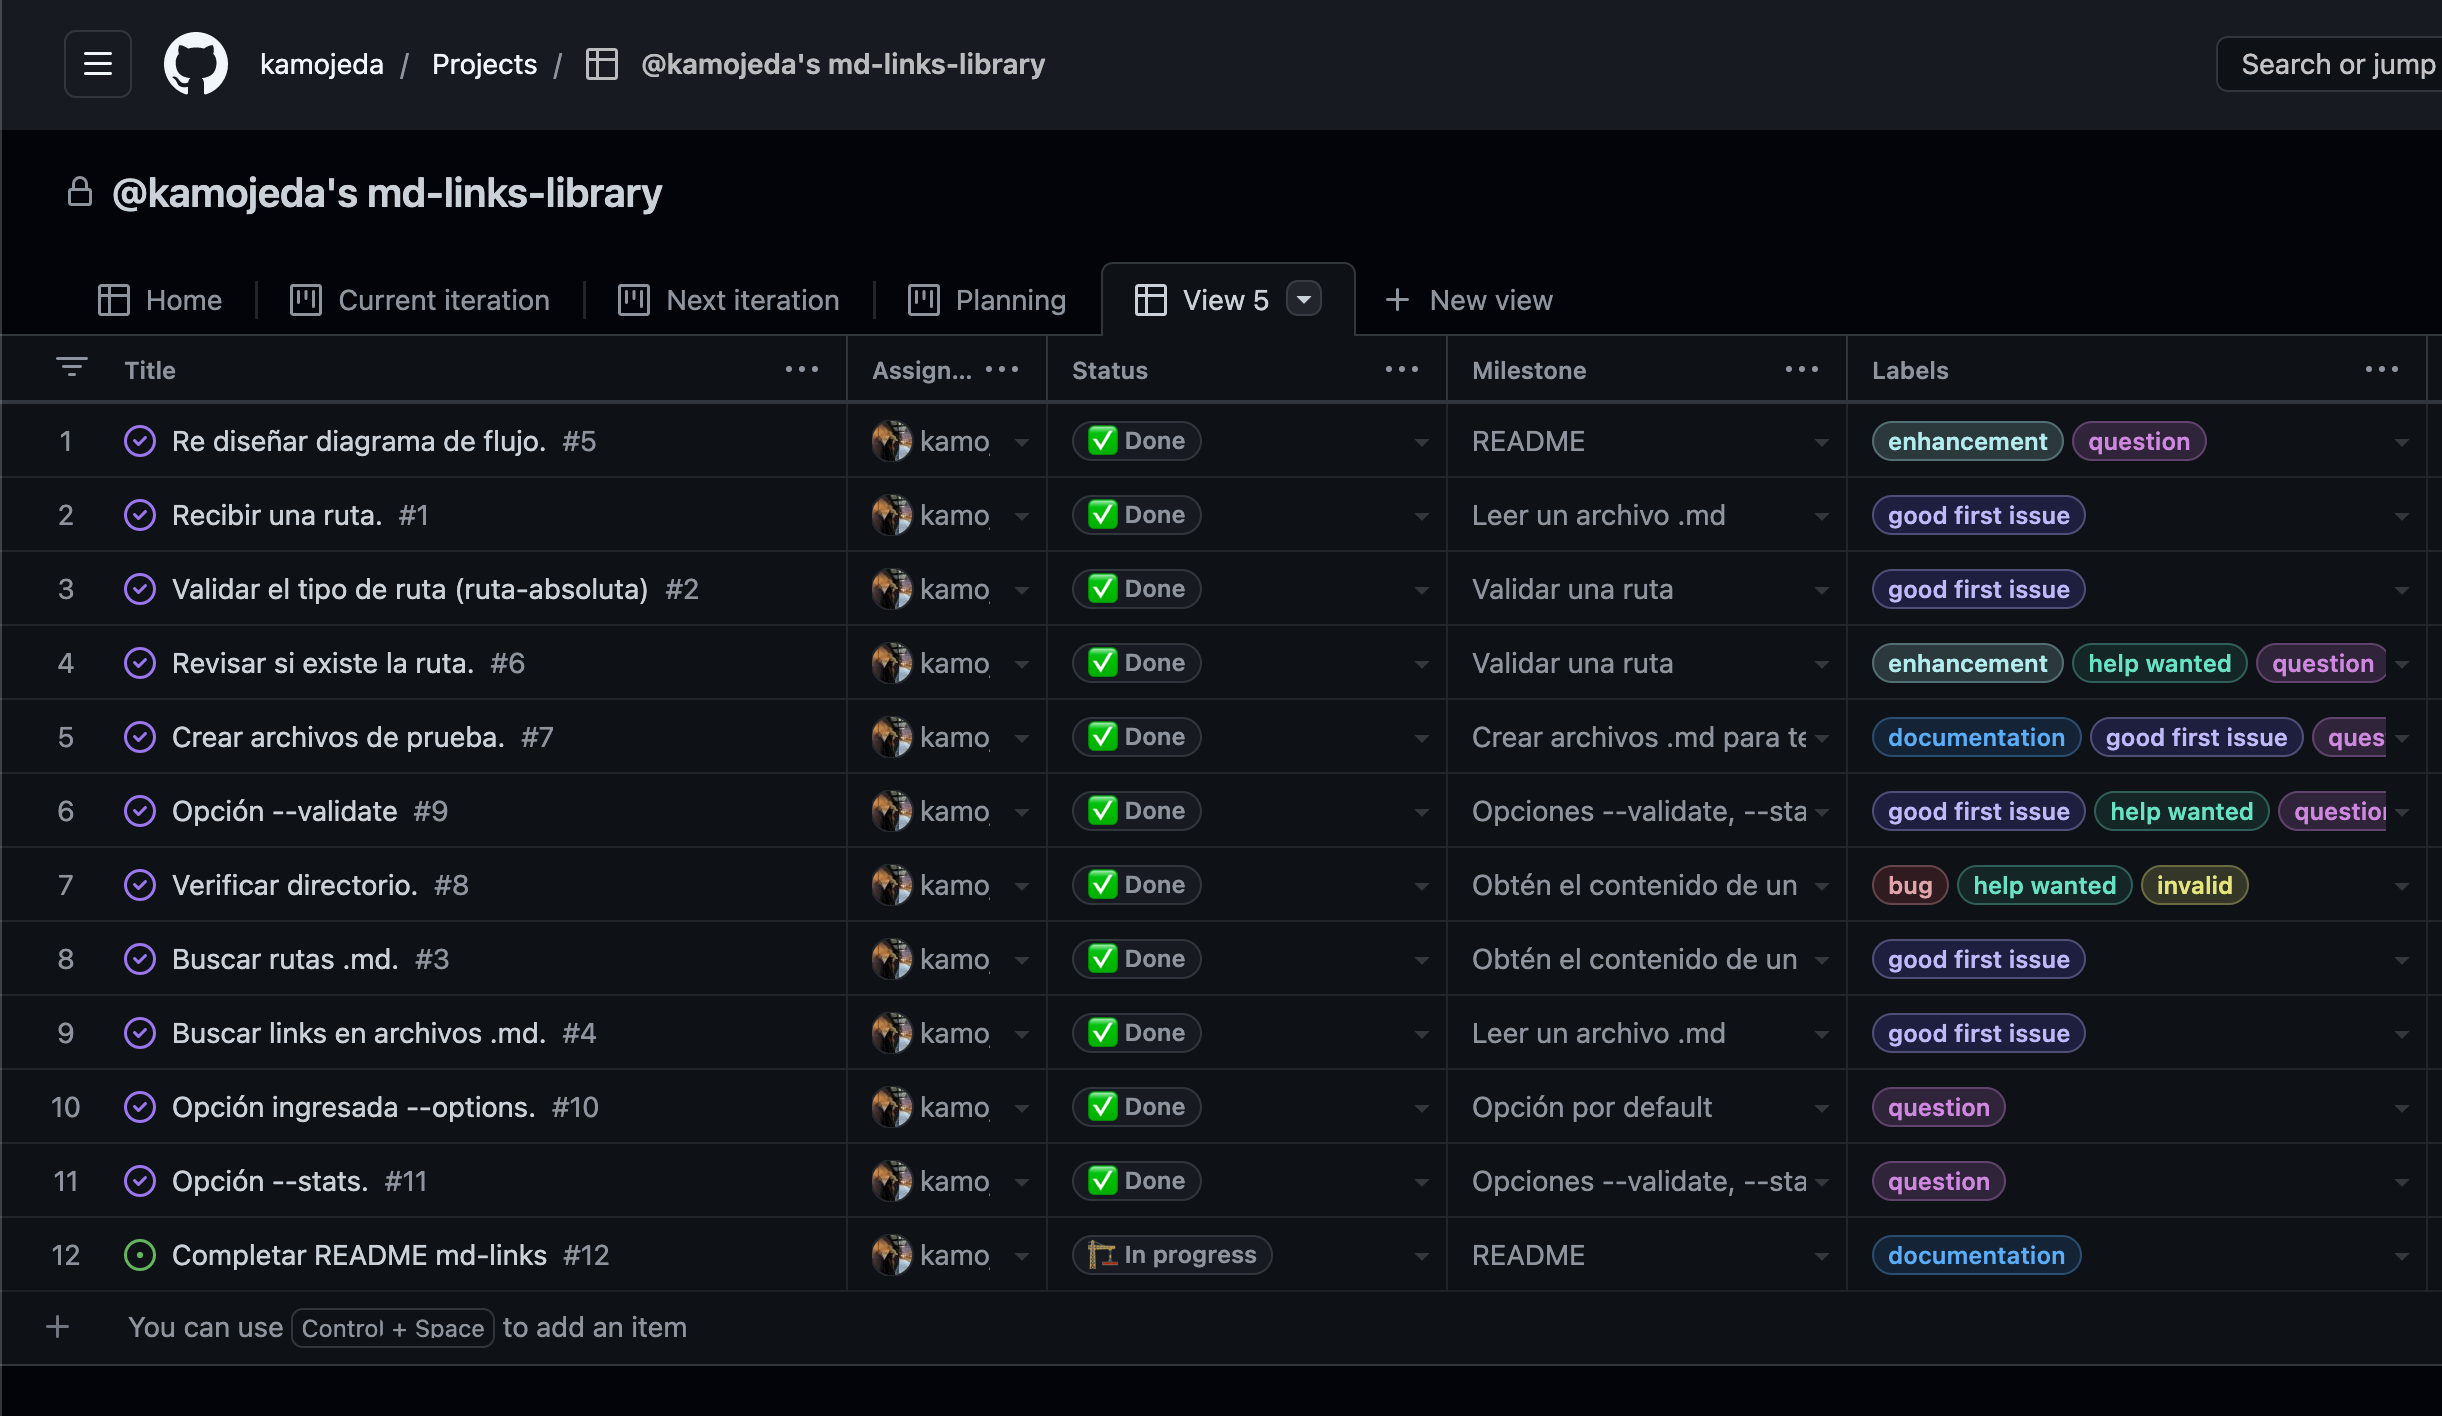 kamojeda / Projects / @kamojeda's md-links-library
Search or jump
@kamojeda's md-links-library
Home Current iteration Next iteration Planning View 5 + New view
Title ... Assign... ... Status ... Milestone ... Labels ...
1 Re diseñar diagrama de flujo. #5 kamo Done README enhancement question
2 Recibir una ruta. #1 kamo Done Leer un archivo .md good first issue
3 Validar el tipo de ruta (ruta-absoluta) #2 kamo Done Validar una ruta good first issue
4 Revisar si existe la ruta. #6 kamo Done Validar una ruta enhancement help wanted question
5 Crear archivos de prueba. #7 kamo Done Crear archivos .md para te documentation good first issue ques
6 Opción --validate #9 kamo Done Opciones --validate, --sta good first issue help wanted question
7 Verificar directorio. #8 kamo Done Obtén el contenido de un bug help wanted invalid
8 Buscar rutas .md. #3 kamo Done Obtén el contenido de un good first issue
9 Buscar links en archivos .md. #4 kamo Done Leer un archivo .md good first issue
10 Opción ingresada --options. #10 kamo Done Opción por default question
11 Opción --stats. #11 kamo Done Opciones --validate, --sta question
12 Completar README md-links #12 kamo In progress README documentation
+ You can use Control + Space to add an item